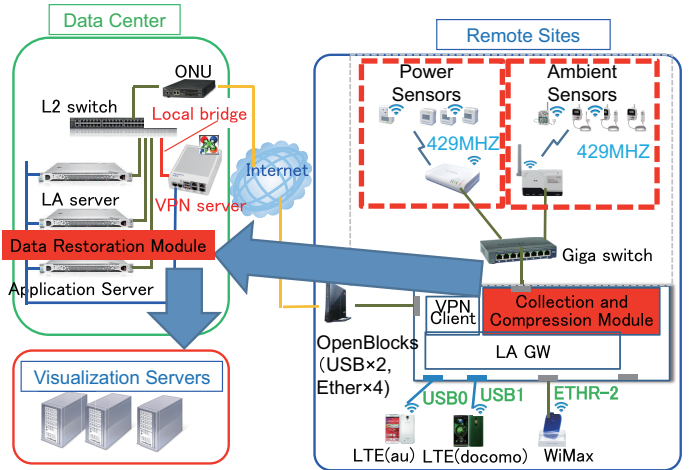 Data Center
ONU
L2 switch
Local bridge
LA server
VPN server
Data Restoration Module
Application Server
Visualization Servers
Internet
Remote Sites
Power
Sensors
Ambient
Sensors
429MHZ
429MHZ
Giga switch
VPN
Client
Collection and
Compression Module
LA GW
OpenBlocks
(USB×2,
Ether×4)
USB0
USB1
ETHR-2
LTE(au)
LTE(docomo)
WiMax